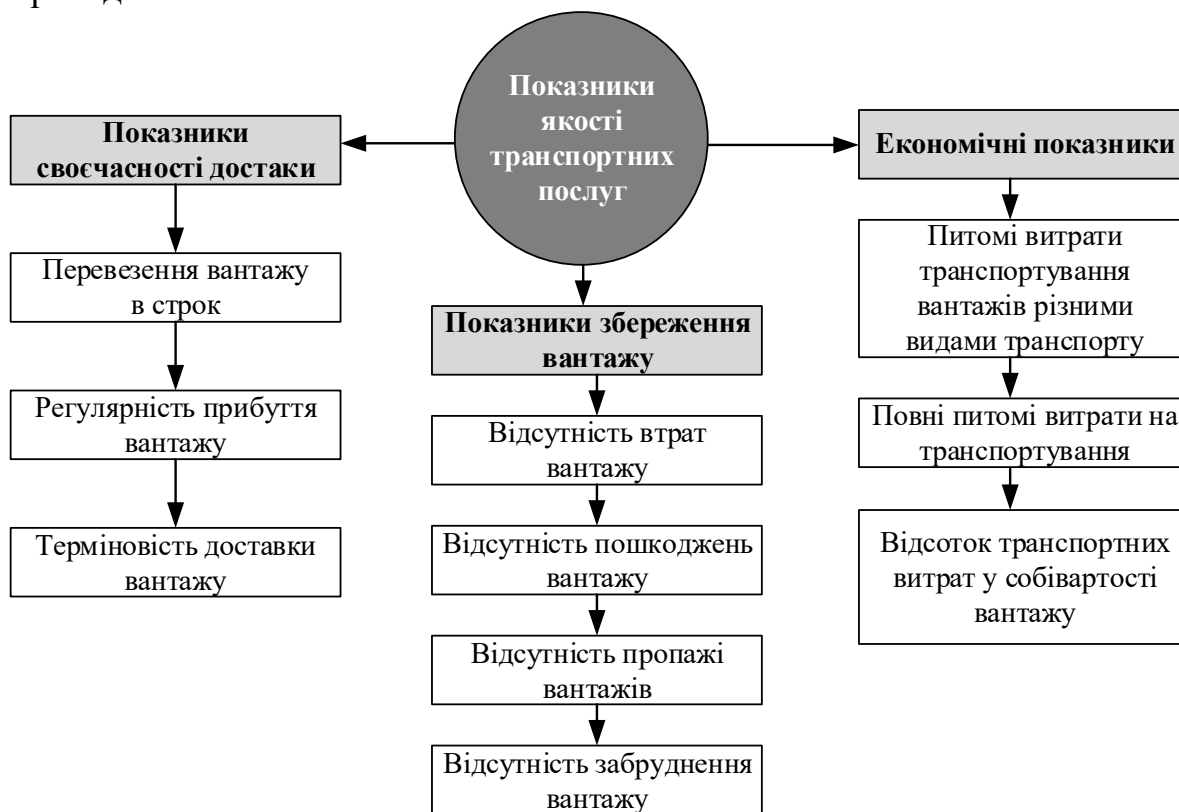 Показники
якості
транспортних
послуг
Показники
своєчасності достаки
Перевезення вантажу
в строк
Регулярність прибуття
вантажу
Терміновість доставки
вантажу
Показники збереження
вантажу
Відсутність втрат
вантажу
Відсутність пошкоджень
вантажу
Відсутність пропажі
вантажів
Відсутність забруднення
вантажу
Економічні показники
Питомі витрати
транспортування
вантажів різними
видами транспорту
Повні питомі витрати на
транспортування
Відсоток транспортних
витрат у собівартості
вантажу